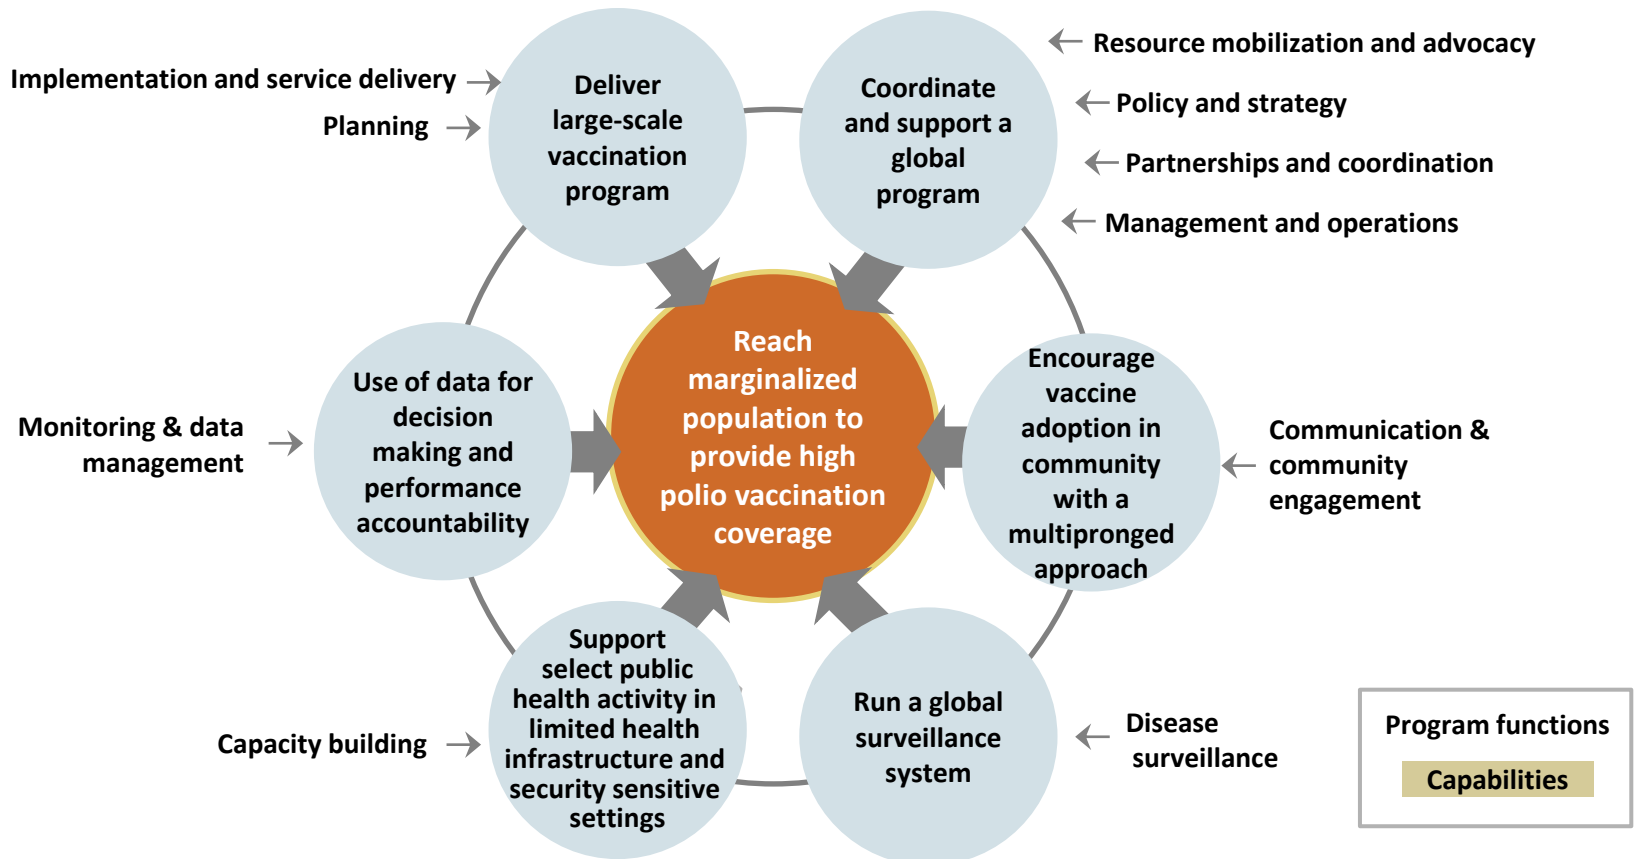 Implementation and service delivery
Planning
Deliver
large-scale
vaccination
program
Coordinate
and support a
global
program
Resource mobilization and advocacy
Policy and strategy
Partnerships and coordination
Management and operations
Monitoring & data
management
Use of data for
decision
making and
performance
accountability
Reach
marginalized
population to
provide high
polio vaccination
coverage
Encourage
vaccine
adoption in
community
with a
multipronged
approach
Communication &
community
engagement
Capacity building
Support
select public
health activity in
limited health
infrastructure and
security sensitive
settings
Run a global
surveillance
system
Disease
surveillance
Program functions
Capabilities